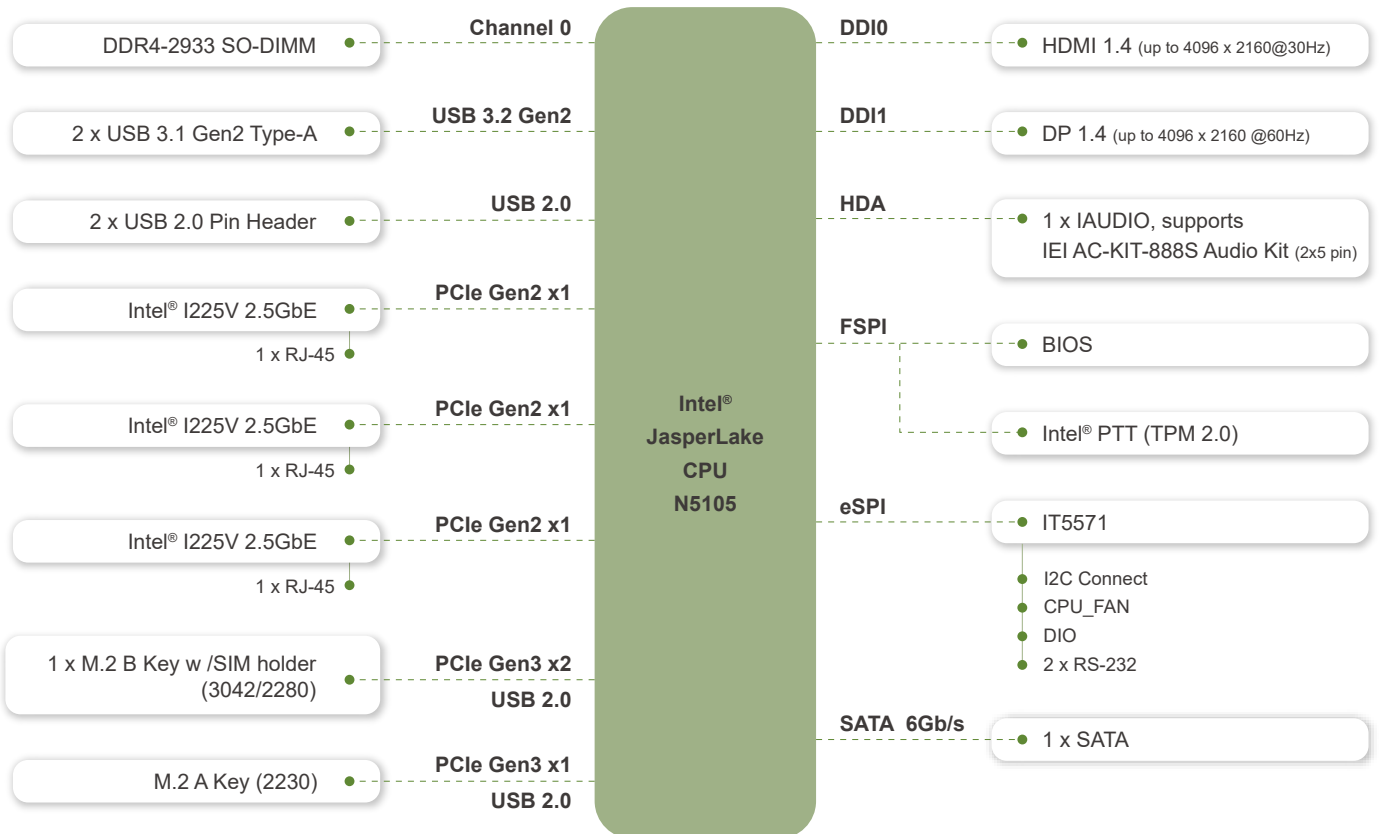 Channel 0
DDR4-2933 SO-DIMM
USB 3.2 Gen2
2 x USB 3.1 Gen2 Type-A
USB 2.0
2 x USB 2.0 Pin Header
PCIe Gen2 x1
Intel® I225V 2.5GbE
1 x RJ-45
PCIe Gen2 x1
Intel® I225V 2.5GbE
1 x RJ-45
PCIe Gen2 x1
Intel® I225V 2.5GbE
1 x RJ-45
PCIe Gen3 x2
1 x M.2 B Key w /SIM holder
(3042/2280)
USB 2.0
PCIe Gen3 x1
M.2 A Key (2230)
USB 2.0
Intel®
JasperLake
CPU
N5105
DDI0
HDMI 1.4 (up to 4096 x 2160@30Hz)
DDI1
DP 1.4 (up to 4096 x 2160 @60Hz)
HDA
1 x IAUDIO, supports
IEI AC-KIT-888S Audio Kit (2x5 pin)
FSPI
BIOS
Intel® PTT (TPM 2.0)
eSPI
IT5571
I2C Connect
CPU_FAN
DIO
2 x RS-232
SATA 6Gb/s
1 x SATA